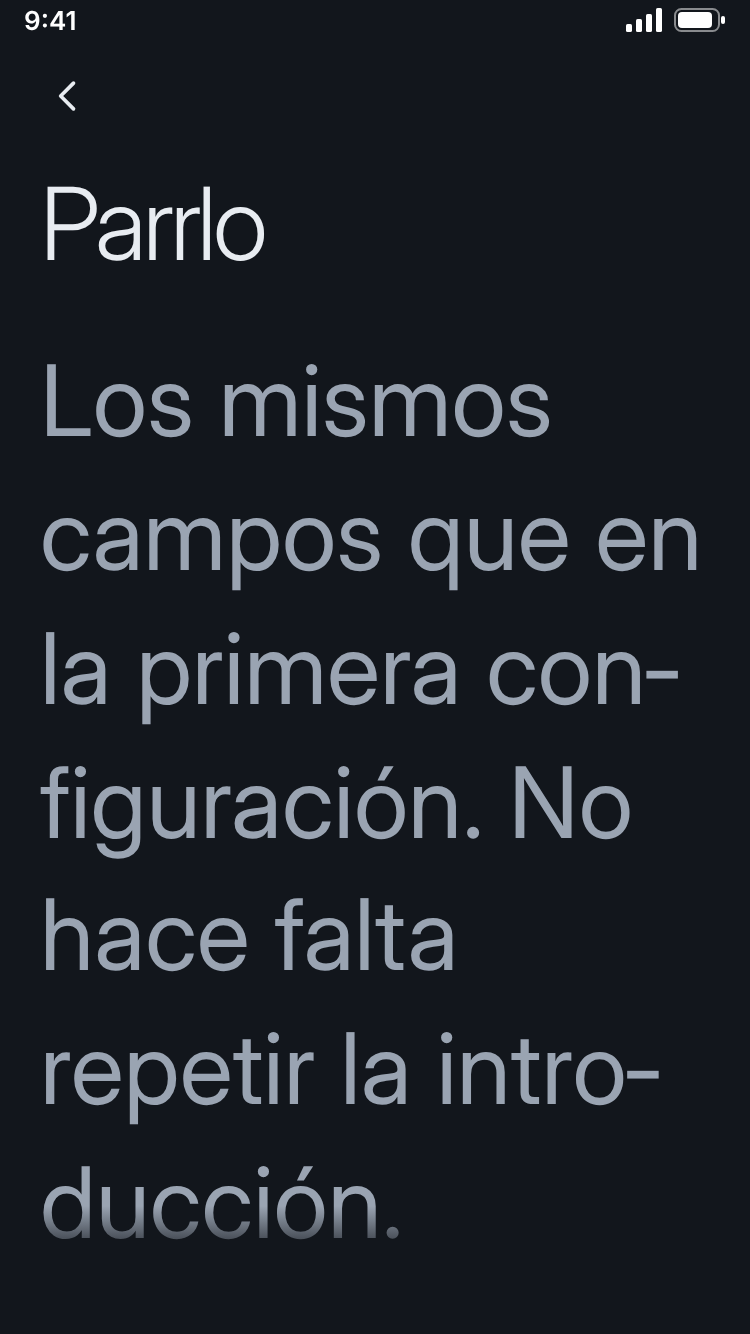 9:41
Parrlo
Los mismos
campos que en
la primera con-
figuración. No
hace falta
repetir la intro-
ducción.